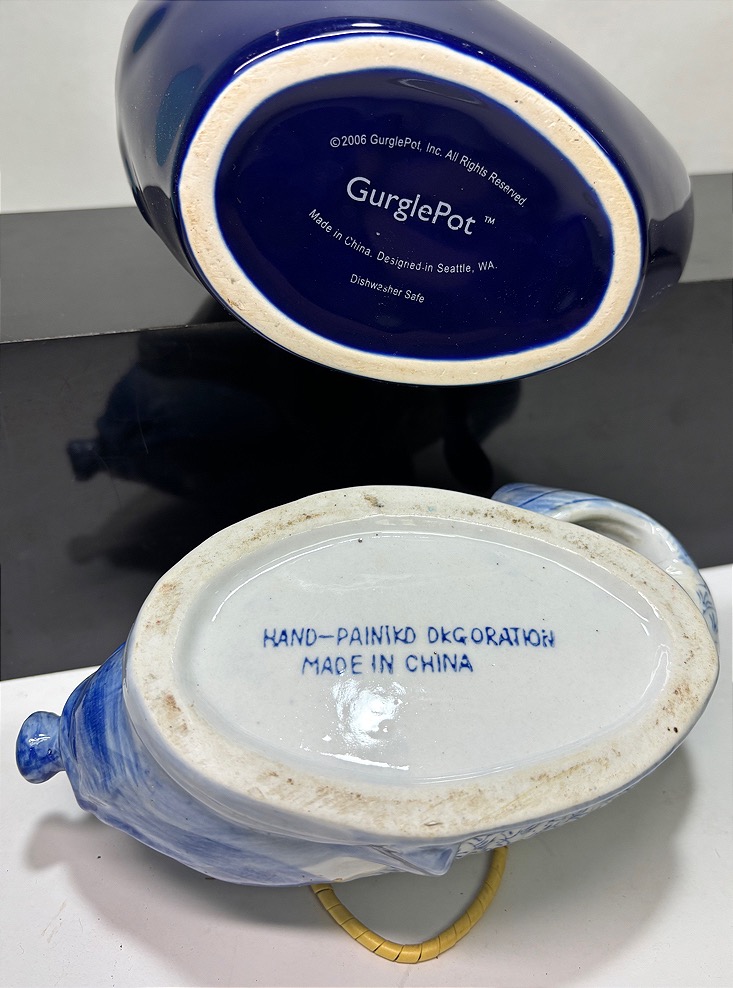 ©2006 GurglePot, Inc. All Rights Reserved.
GurglePot™
Made in China. Designed in Seattle, WA.
Dishwasher Safe
HAND-PAINIKD DKGORATION
MADE IN CHINA